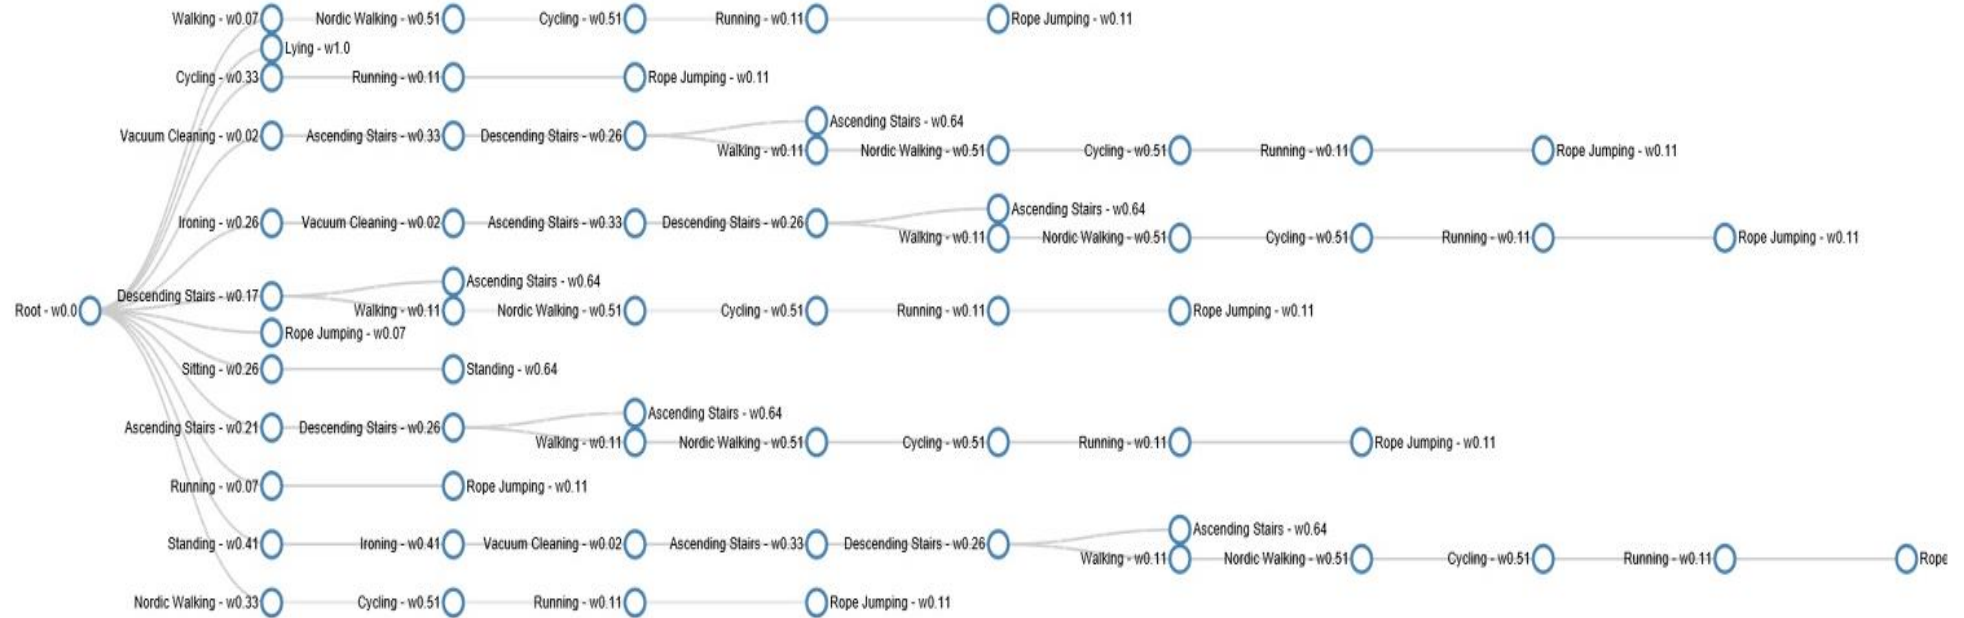 Walking - w0.07 Nordic Walking - w0.51 Cycling - w0.51 Running - w0.11 Rope Jumping - w0.11
Lying - w1.0
Cycling - w0.33 Running - w0.11 Rope Jumping - w0.11
Ascending Stairs - w0.64
Vacuum Cleaning - w0.02 Ascending Stairs - w0.33 Descending Stairs - w0.26
Walking - w0.11 Nordic Walking - w0.51 Cycling - w0.51 Running - w0.11 Rope Jumping - w0.11
Ascending Stairs - w0.64
Ironing - w0.26 Vacuum Cleaning - w0.02 Ascending Stairs - w0.33 Descending Stairs - w0.26
Walking - w0.11 Nordic Walking - w0.51 Cycling - w0.51 Running - w0.11 Rope Jumping - w0.11
Ascending Stairs - w0.64
Descending Stairs - w0.17
Root - w0.0 Walking - w0.11 Nordic Walking - w0.51 Cycling - w0.51 Running - w0.11 Rope Jumping - w0.11
Rope Jumping - w0.07
Sitting - w0.26 Standing - w0.64
Ascending Stairs - w0.64
Ascending Stairs - w0.21 Descending Stairs - w0.26
Walking - w0.11 Nordic Walking - w0.51 Cycling - w0.51 Running - w0.11 Rope Jumping - w0.11
Running - w0.07 Rope Jumping - w0.11
Ascending Stairs - w0.64
Standing - w0.41 Ironing - w0.41 Vacuum Cleaning - w0.02 Ascending Stairs - w0.33 Descending Stairs - w0.26
Walking - w0.11 Nordic Walking - w0.51 Cycling - w0.51 Running - w0.11 Rope
Nordic Walking - w0.33 Cycling - w0.51 Running - w0.11 Rope Jumping - w0.11